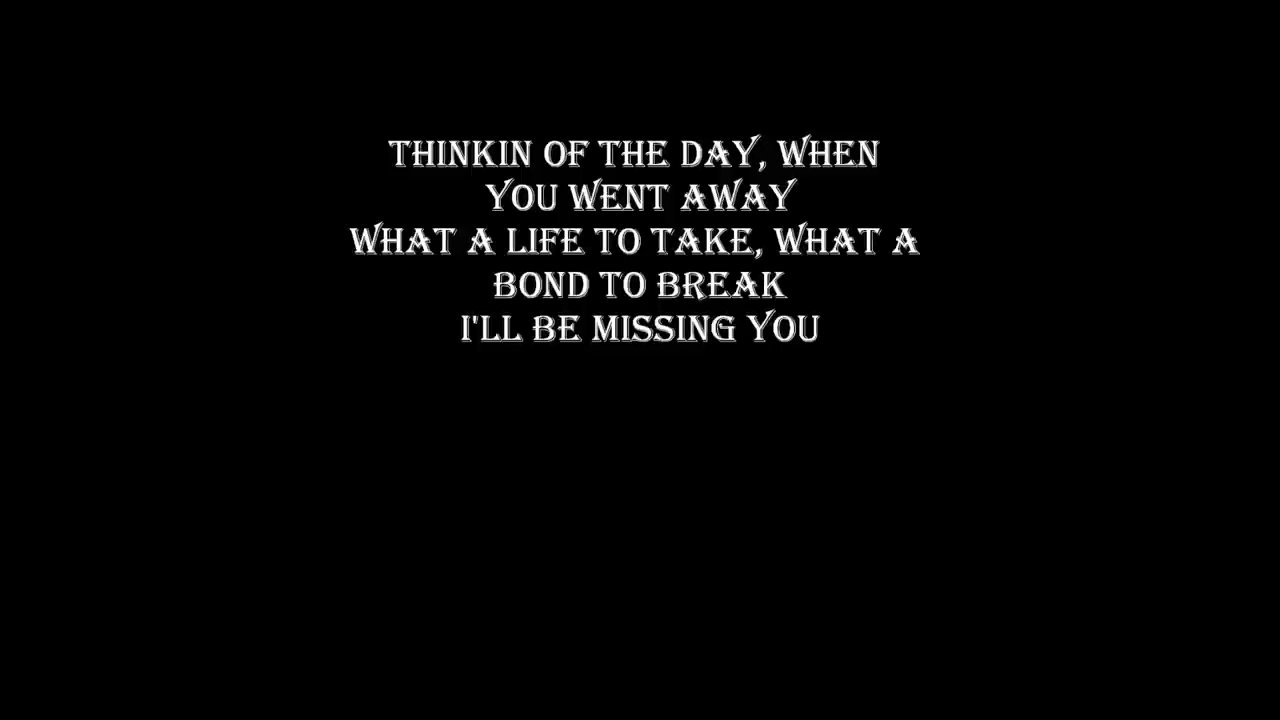 THINKIN OF THE DAY, WHEN
YOU WENT AWAY
WHAT A LIFE TO TAKE, WHAT A
BOND TO BREAK
I'LL BE MISSING YOU